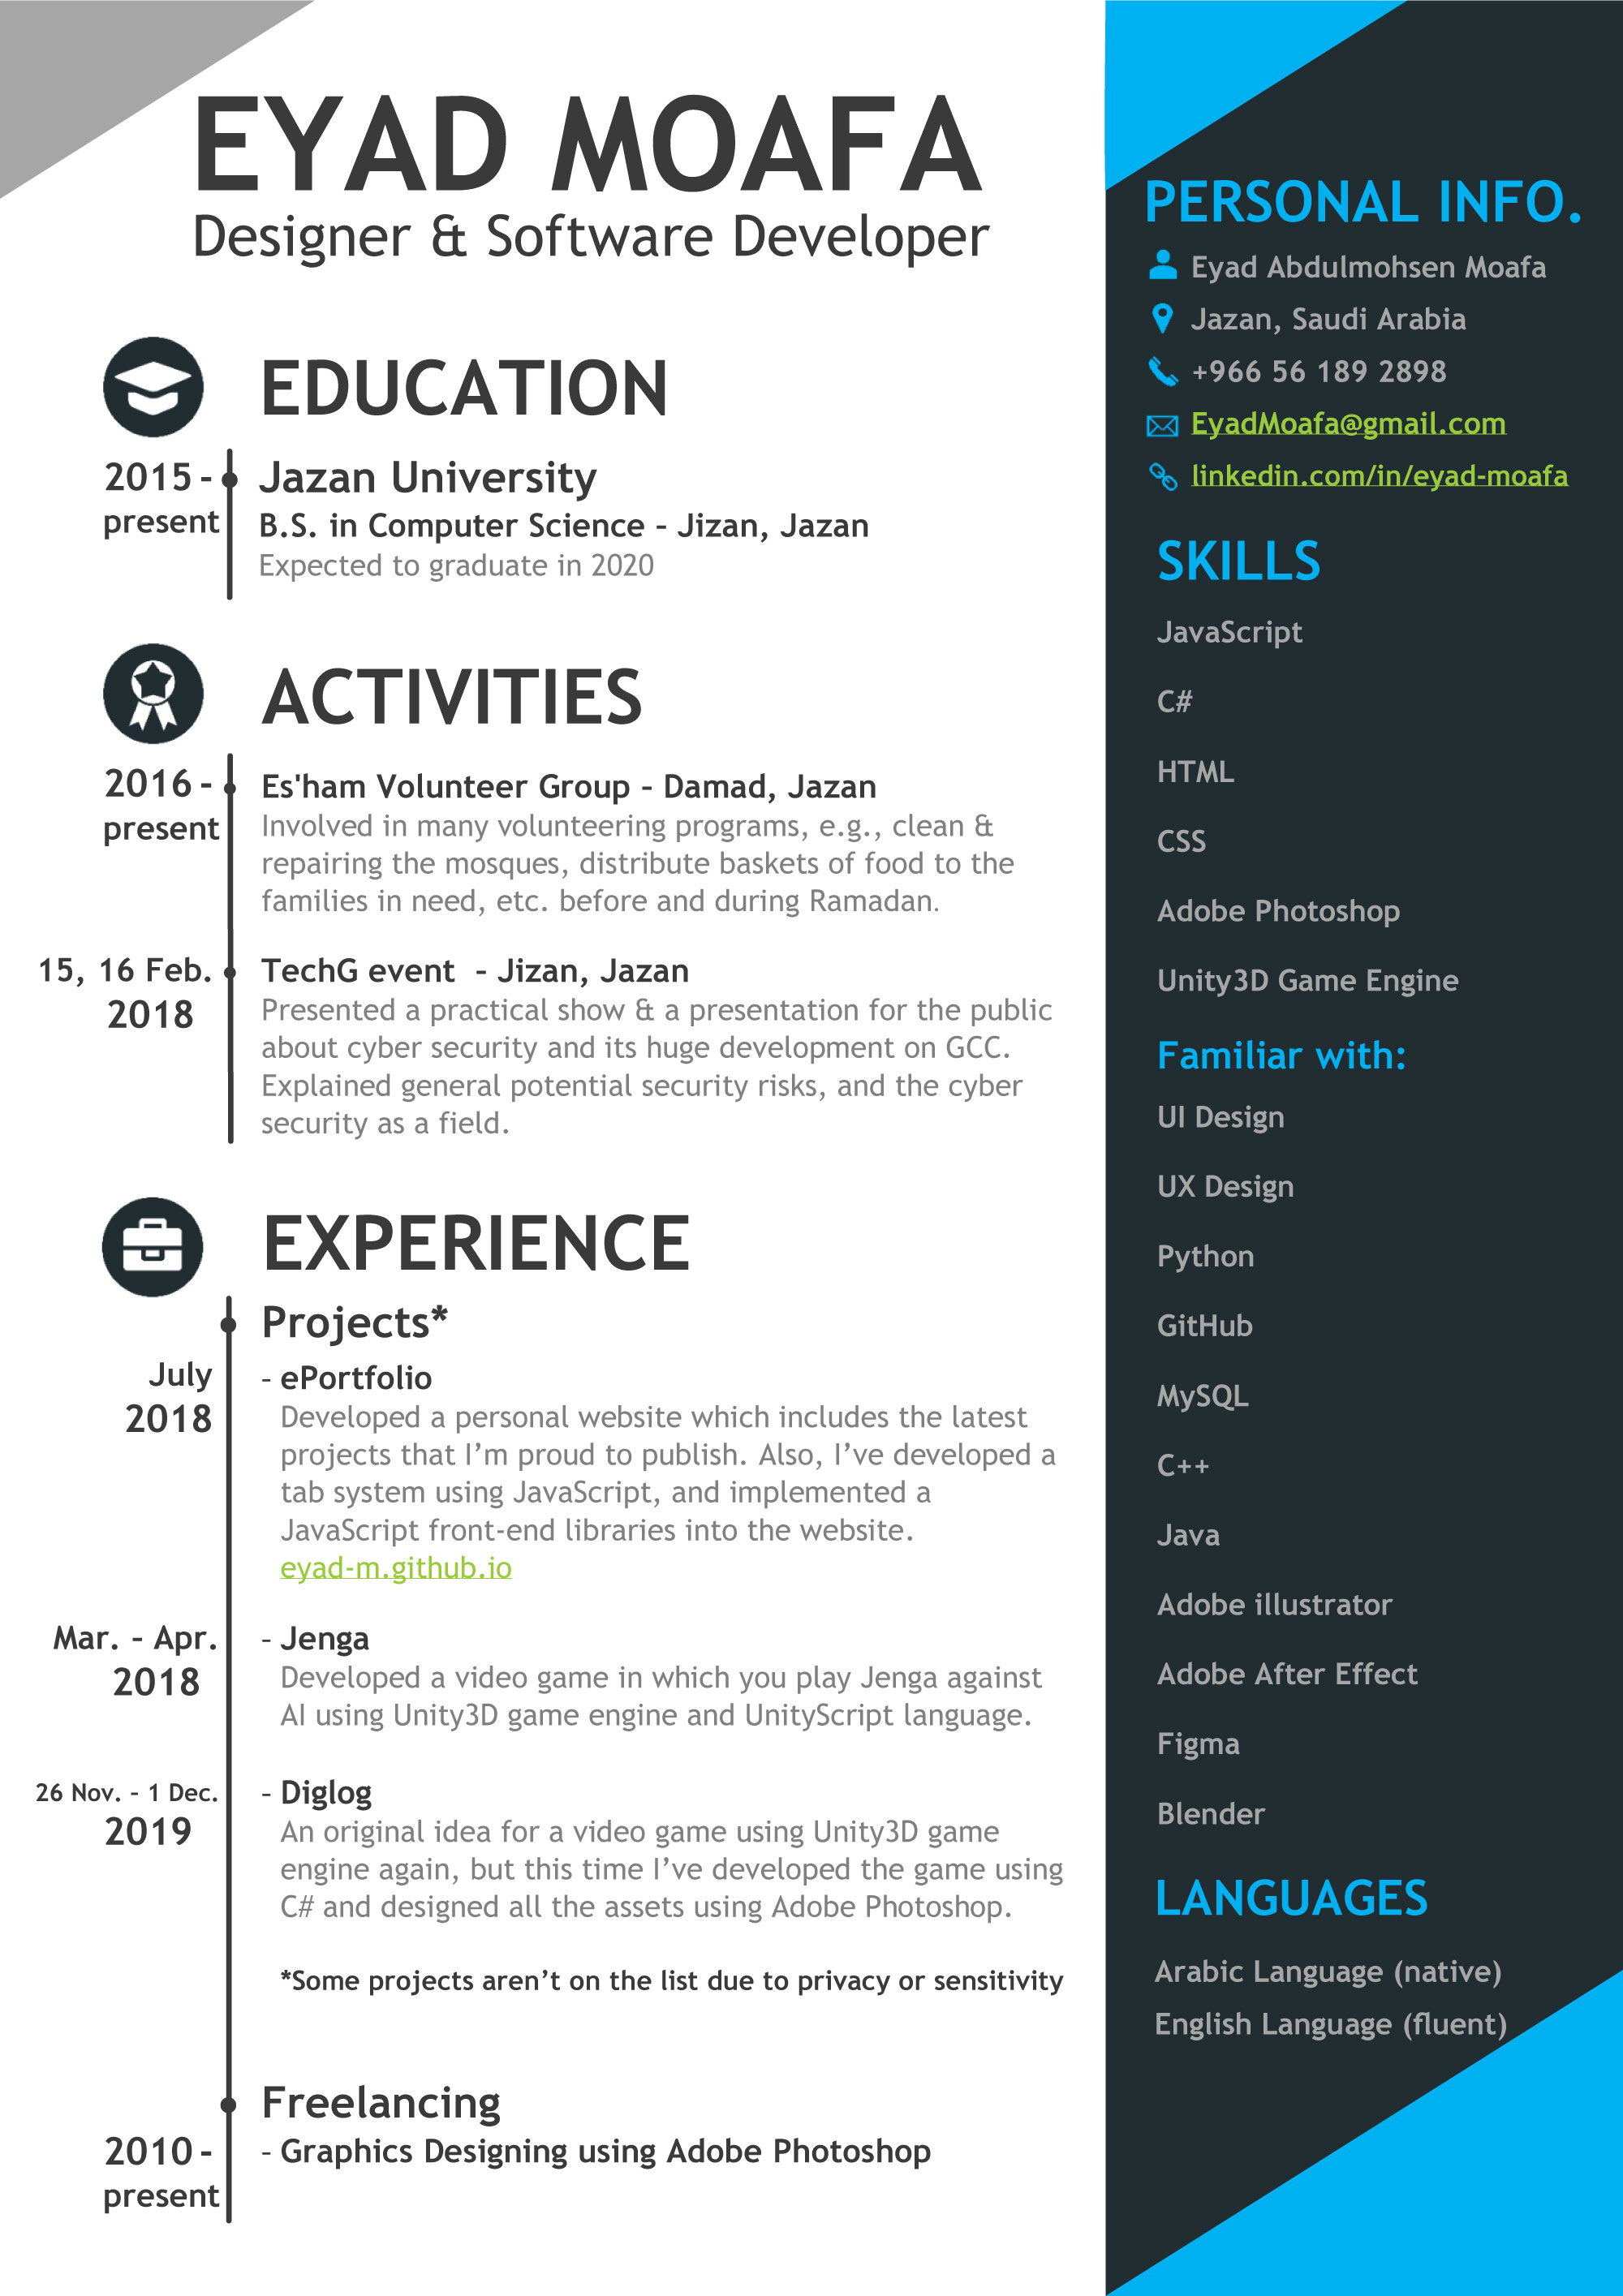 EYAD MOAFA
Designer & Software Developer
EDUCATION
2015 -
present
Jazan University
B.S. in Computer Science – Jizan, Jazan
Expected to graduate in 2020
ACTIVITIES
2016 -
present
Es'ham Volunteer Group – Damad, Jazan
Involved in many volunteering programs, e.g., clean &
repairing the mosques, distribute baskets of food to the
families in need, etc. before and during Ramadan.
15, 16 Feb.
2018
TechG event – Jizan, Jazan
Presented a practical show & a presentation for the public
about cyber security and its huge development on GCC.
Explained general potential security risks, and the cyber
security as a field.
EXPERIENCE
Projects*
July
2018
- ePortfolio
Developed a personal website which includes the latest
projects that I’m proud to publish. Also, I’ve developed a
tab system using JavaScript, and implemented a
JavaScript front-end libraries into the website.
eyad-m.github.io
Mar. – Apr.
2018
- Jenga
Developed a video game in which you play Jenga against
AI using Unity3D game engine and UnityScript language.
26 Nov. – 1 Dec.
2019
- Diglog
An original idea for a video game using Unity3D game
engine again, but this time I’ve developed the game using
C# and designed all the assets using Adobe Photoshop.
*Some projects aren’t on the list due to privacy or sensitivity
Freelancing
2010 -
present
- Graphics Designing using Adobe Photoshop
PERSONAL INFO.
Eyad Abdulmohsen Moafa
Jazan, Saudi Arabia
+966 56 189 2898
EyadMoafa@gmail.com
linkedin.com/in/eyad-moafa
SKILLS
JavaScript
C#
HTML
CSS
Adobe Photoshop
Unity3D Game Engine
Familiar with:
UI Design
UX Design
Python
GitHub
MySQL
C++
Java
Adobe illustrator
Adobe After Effect
Figma
Blender
LANGUAGES
Arabic Language (native)
English Language (fluent)